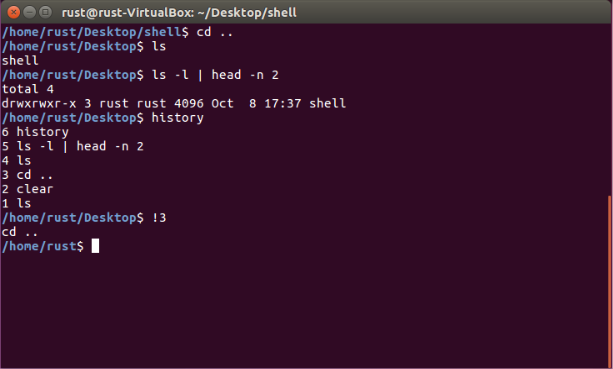 rust@rust-VirtualBox: ~/Desktop/shell
/home/rust/Desktop/shell$ cd ..
/home/rust/Desktop$ ls
shell
/home/rust/Desktop$ ls -l | head -n 2
total 4
drwxrwxr-x 3 rust rust 4096 Oct  8 17:37 shell
/home/rust/Desktop$ history
6 history
5 ls -l | head -n 2
4 ls
3 cd ..
2 clear
1 ls
/home/rust/Desktop$ !3
cd ..
/home/rust$